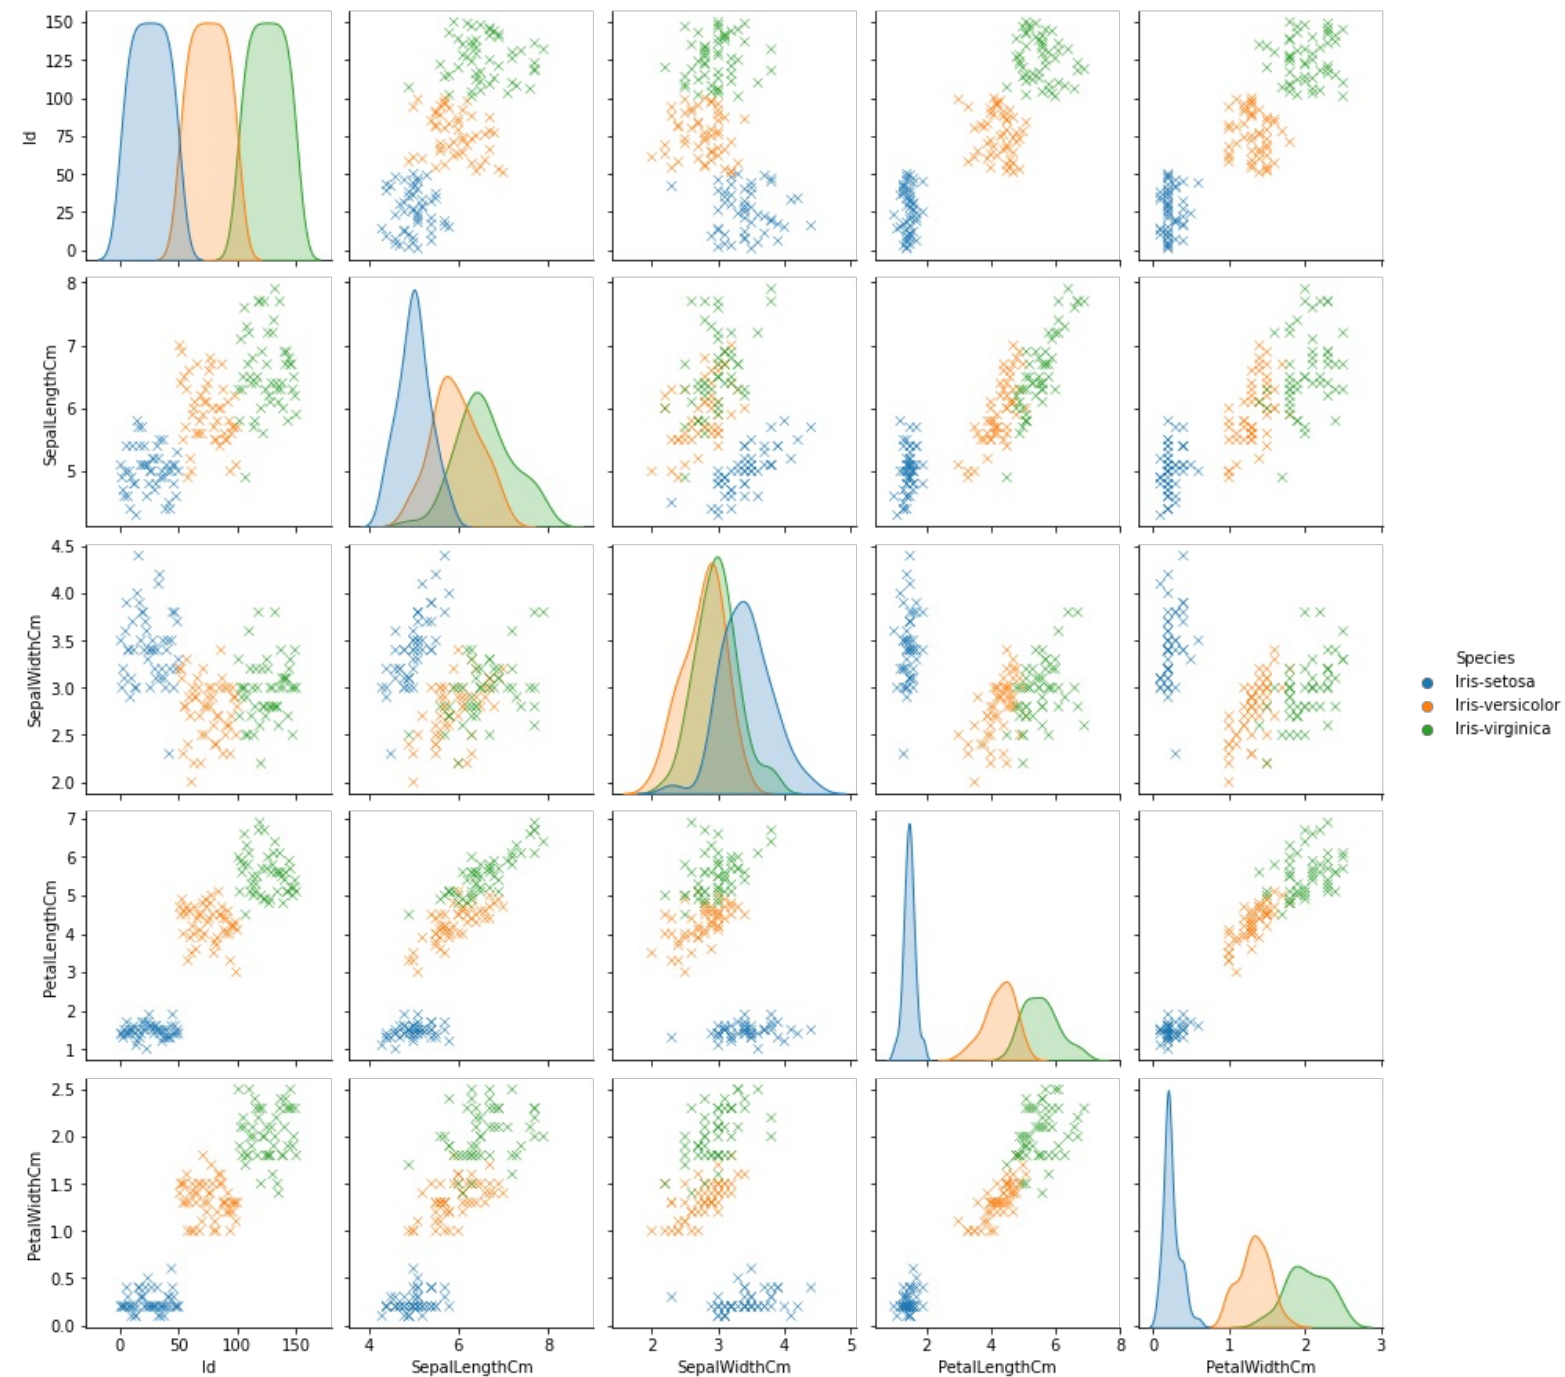 150
125
100
75
50
25
0
Id
8
7
6
5
SepalLengthCm
4.5
4.0
3.5
3.0
2.5
2.0
SepalWidthCm
Species
Iris-setosa
Iris-versicolor
Iris-virginica
7
6
5
4
3
2
1
PetalLengthCm
2.5
2.0
1.5
1.0
0.5
0.0
PetalWidthCm
0 50 100 150
4 6 8
2 3 4 5
2 4 6 8
0 1 2 3
Id SepalLengthCm SepalWidthCm PetalLengthCm PetalWidthCm